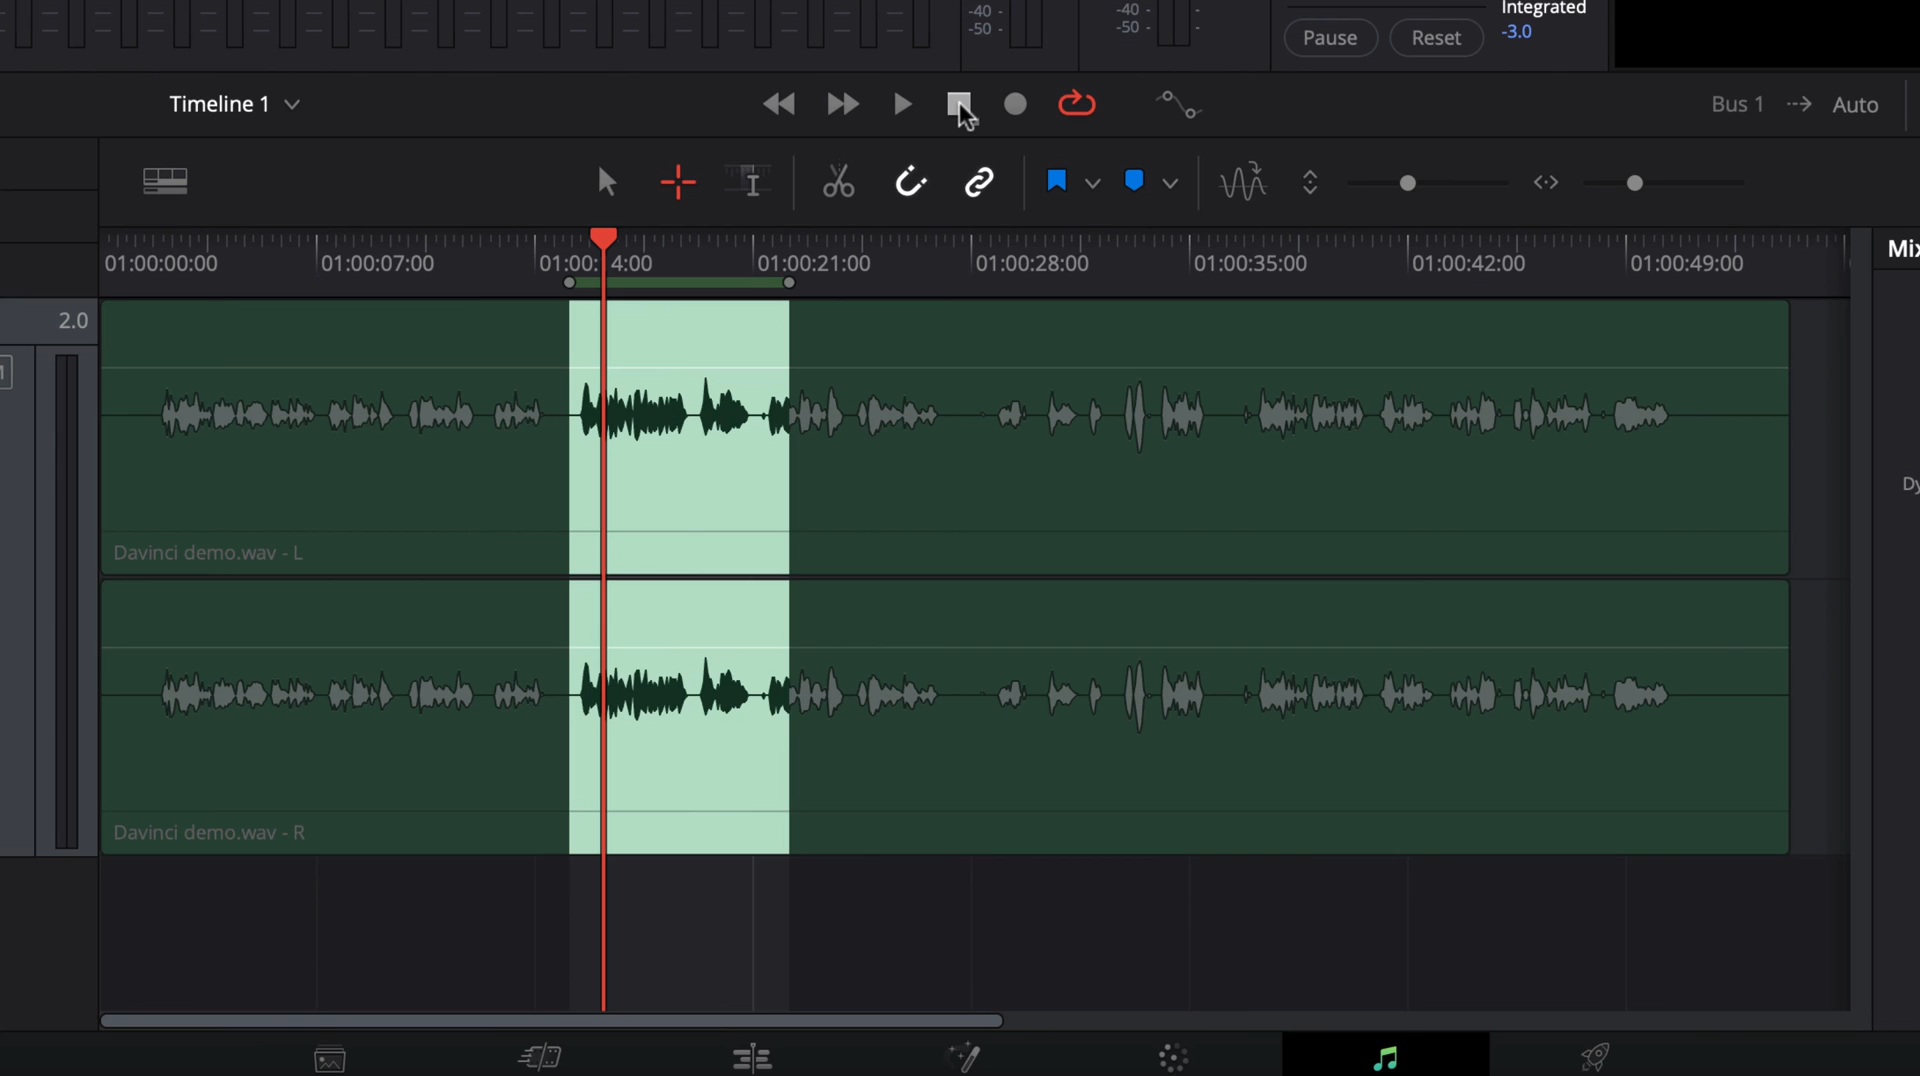 -40 -
-50 -
-40 -
-50 -
Pause
Reset
Integrated
-3.0
Timeline 1
Bus 1
Auto
Mix
01:00:00:00
01:00:07:00
01:00:14:00
01:00:21:00
01:00:28:00
01:00:35:00
01:00:42:00
01:00:49:00
2.0
M
Dy
Davinci demo.wav - L
Davinci demo.wav - R